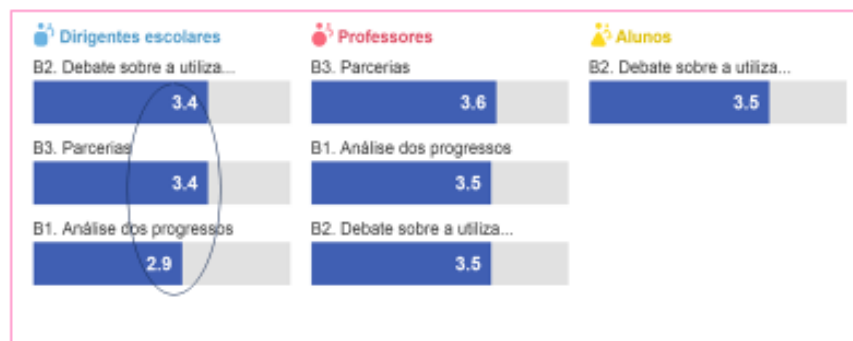 Dirigentes escolares
B2. Debate sobre a utiliza...
3.4
B3. Parcerias
3.4
B1. Análise dos progressos
2.9
Professores
B3. Parcerias
3.6
B1. Análise dos progressos
3.5
B2. Debate sobre a utiliza...
3.5
Alunos
B2. Debate sobre a utiliza...
3.5